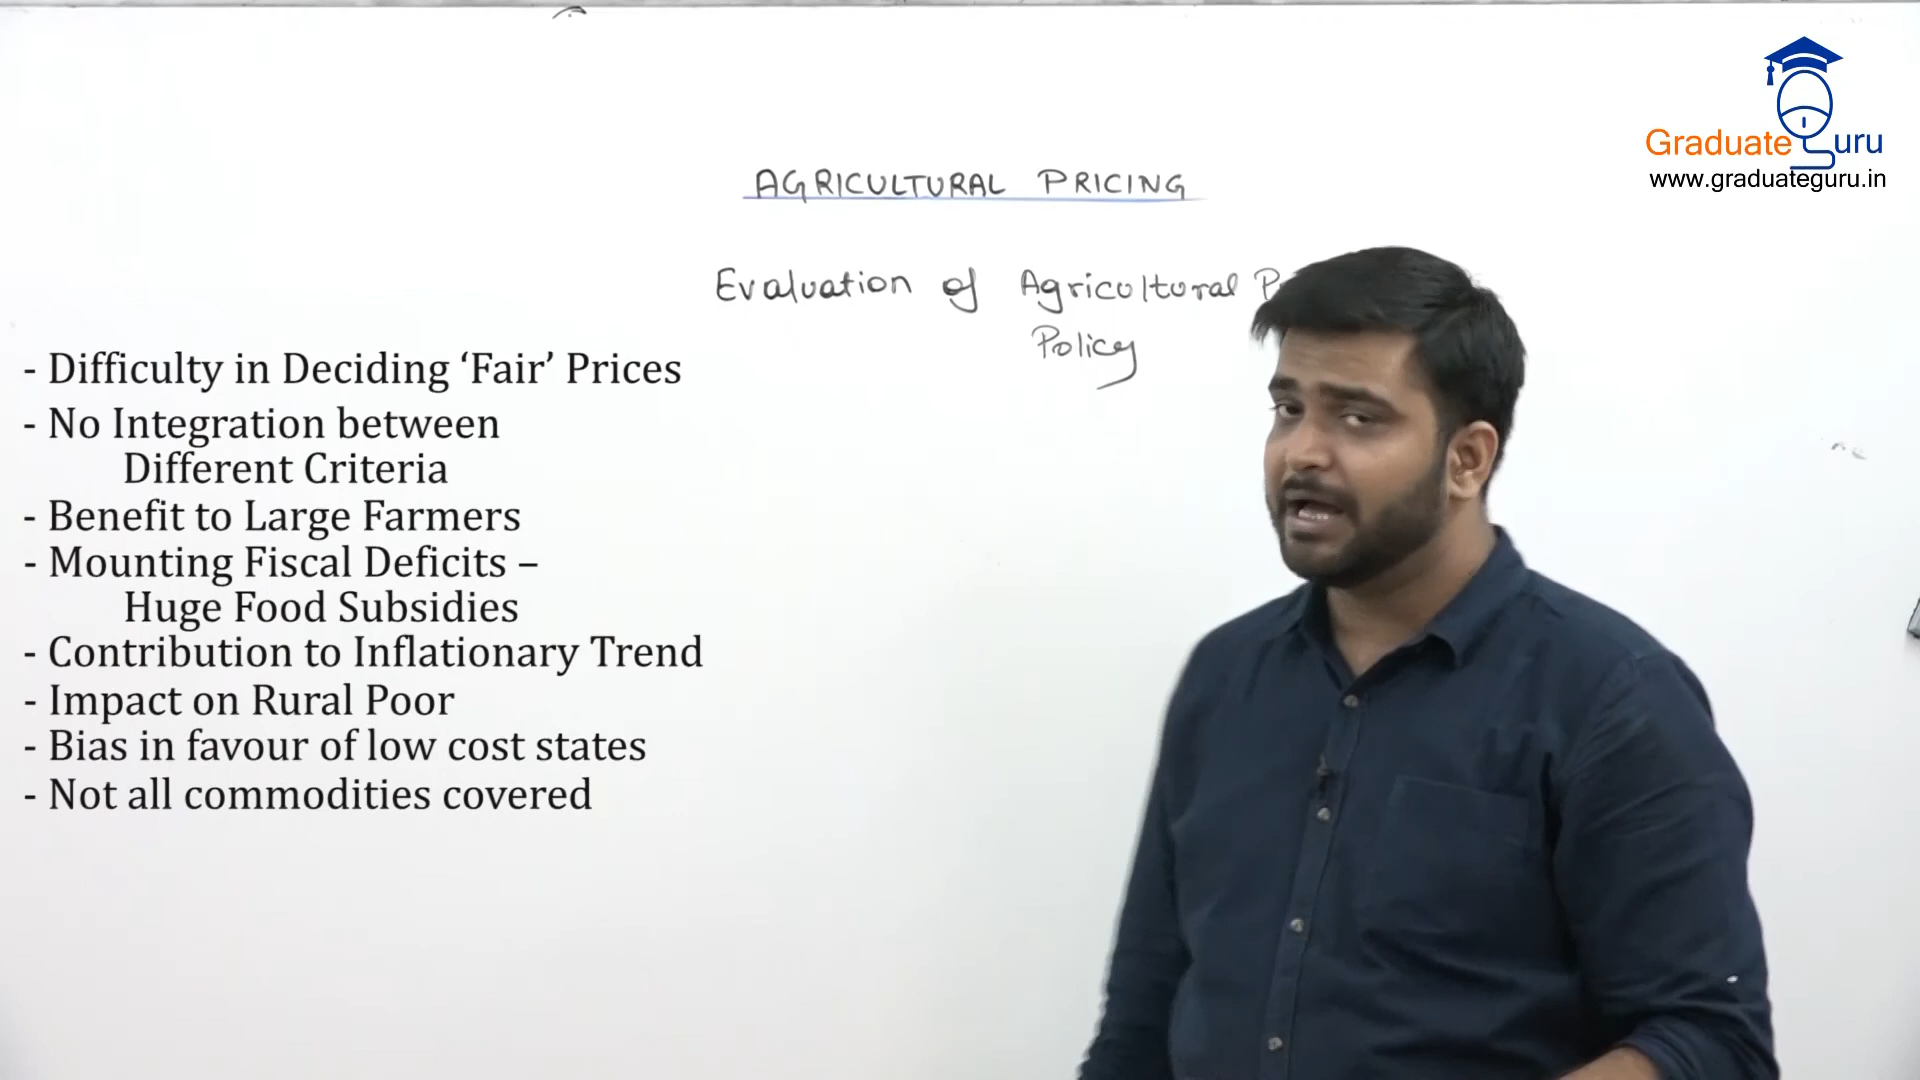 Graduate Guru
www.graduateguru.in
AGRICULTURAL PRICING
Evaluation of Agricultural
Policy
- Difficulty in Deciding ‘Fair’ Prices
- No Integration between
Different Criteria
- Benefit to Large Farmers
- Mounting Fiscal Deficits –
Huge Food Subsidies
- Contribution to Inflationary Trend
- Impact on Rural Poor
- Bias in favour of low cost states
- Not all commodities covered